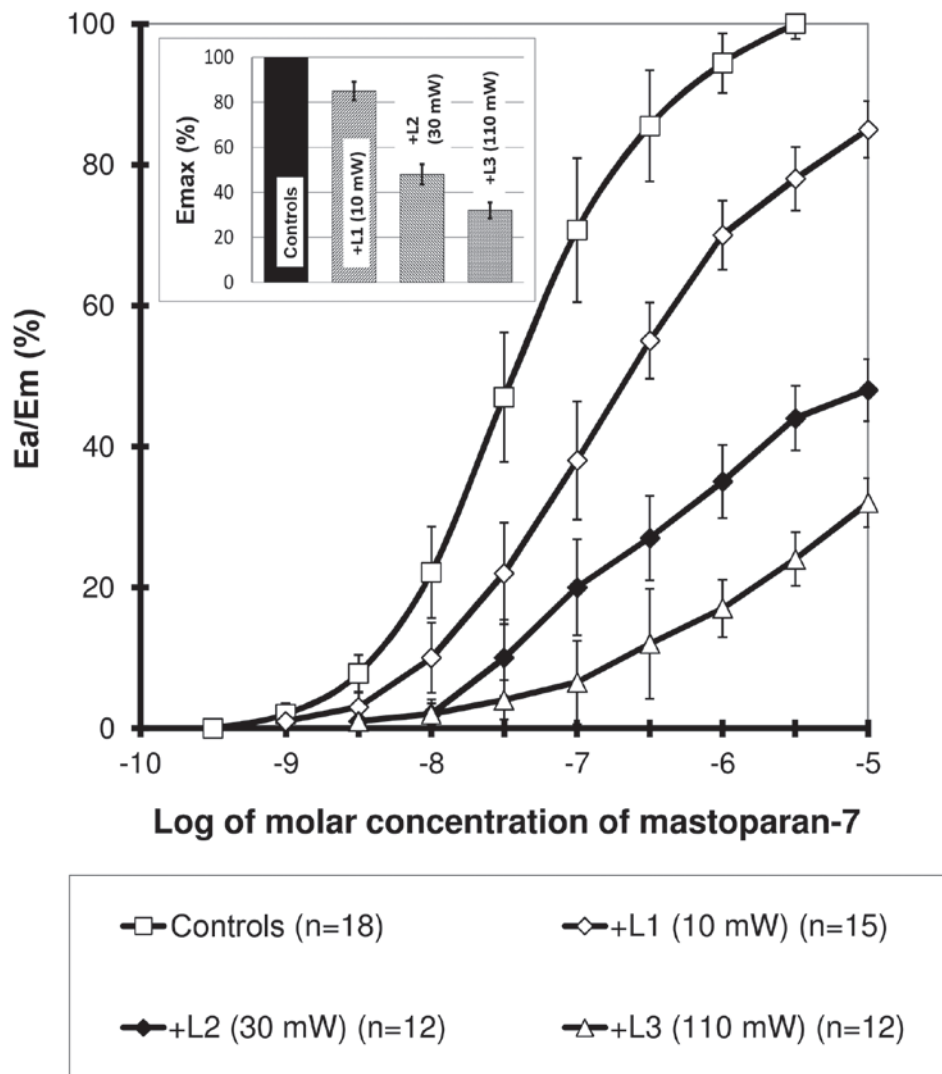 100
80
60
40
20
0
Ea/Em (%)
100
80
60
40
20
0
Emax (%)
Controls
+L1 (10 mW)
+L2
(30 mW)
+L3 (110 mW)
-10 -9 -8 -7 -6 -5
Log of molar concentration of mastoparan-7
Controls (n=18) +L1 (10 mW) (n=15)
+L2 (30 mW) (n=12) +L3 (110 mW) (n=12)